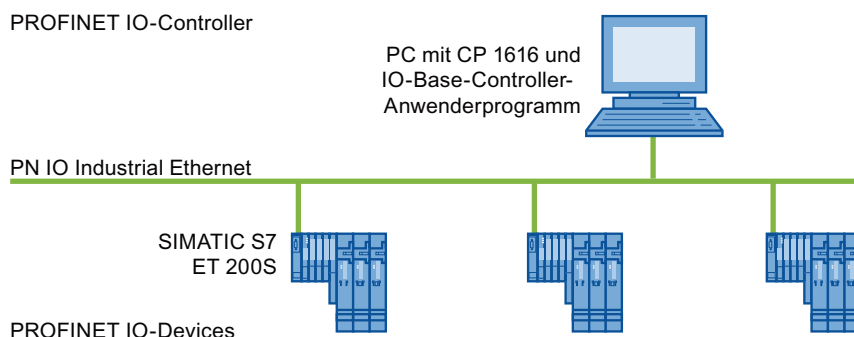 PROFINET IO-Controller
PC mit CP 1616 und
IO-Base-Controller-
Anwenderprogramm
PN IO Industrial Ethernet
SIMATIC S7
ET 200S
PROFINET IO-Devices